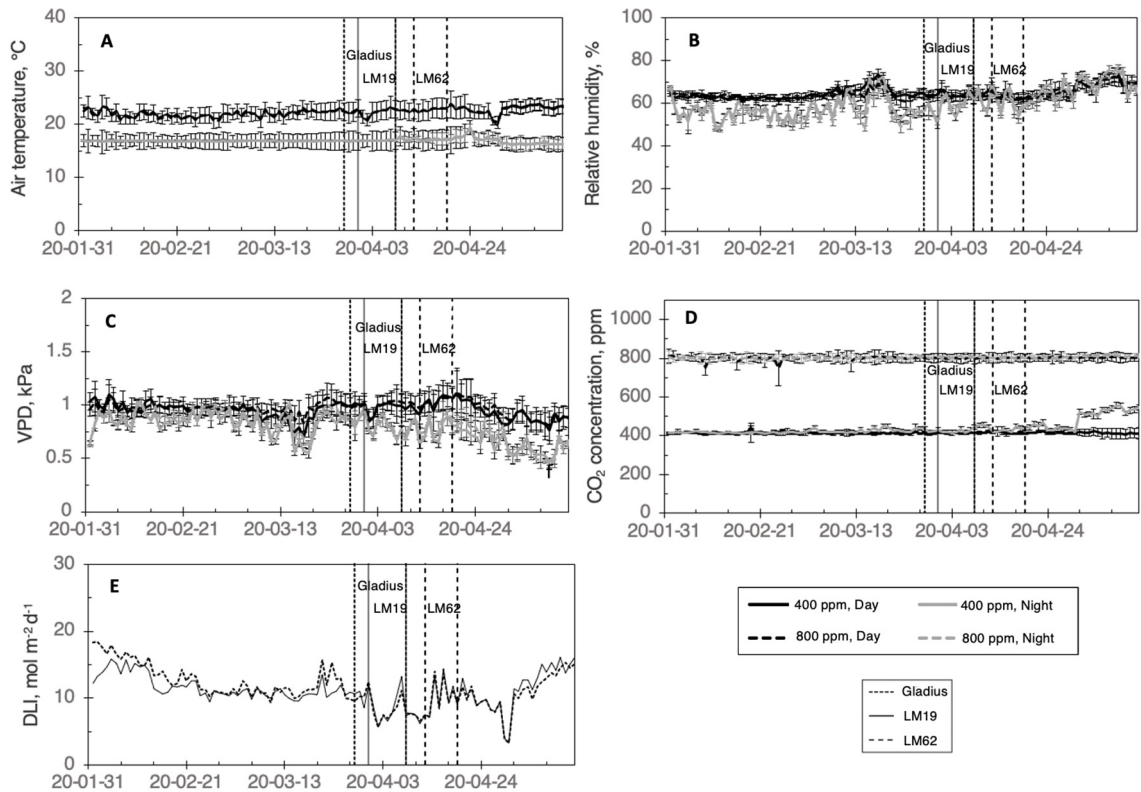 A
Air temperature, °C
40
30
20
10
0
Gladius
LM19
LM62
20-01-31
20-02-21
20-03-13
20-04-03
20-04-24
B
Relative humidity, %
100
80
60
40
20
0
Gladius
LM19
LM62
20-01-31
20-02-21
20-03-13
20-04-03
20-04-24
C
VPD, kPa
2
1.5
1
0.5
0
Gladius
LM19
LM62
20-01-31
20-02-21
20-03-13
20-04-03
20-04-24
D
CO2 concentration, ppm
1000
800
600
400
200
0
Gladius
LM19
LM62
20-01-31
20-02-21
20-03-13
20-04-03
20-04-24
E
DLI, mol m-2 d-1
30
20
10
0
Gladius
LM19
LM62
20-01-31
20-02-21
20-03-13
20-04-03
20-04-24
400 ppm, Day
400 ppm, Night
800 ppm, Day
800 ppm, Night
Gladius
LM19
LM62